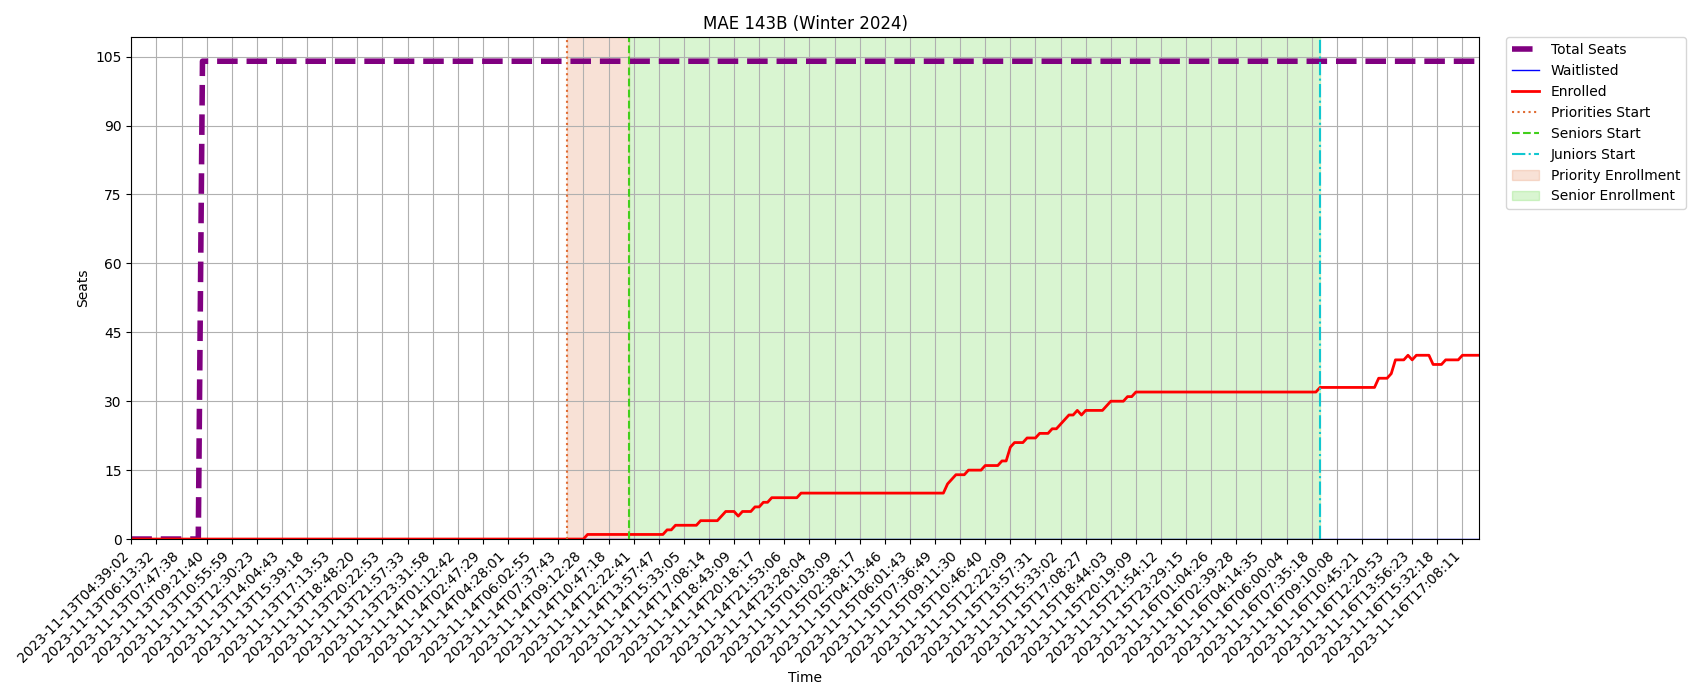 MAE 143B (Winter 2024)
Total Seats
Waitlisted
Enrolled
Priorities Start
Seniors Start
Juniors Start
Priority Enrollment
Senior Enrollment
Seats
105
90
75
60
45
30
15
0
2023-11-13T04:39:02
2023-11-13T06:13:32
2023-11-13T07:47:38
2023-11-13T09:21:40
2023-11-13T10:55:59
2023-11-13T12:30:23
2023-11-13T14:04:43
2023-11-13T15:39:18
2023-11-13T17:13:53
2023-11-13T18:48:20
2023-11-13T20:22:53
2023-11-13T21:57:33
2023-11-13T23:31:58
2023-11-14T01:12:42
2023-11-14T02:47:29
2023-11-14T04:28:01
2023-11-14T06:02:55
2023-11-14T07:37:43
2023-11-14T09:12:28
2023-11-14T10:47:18
2023-11-14T12:22:41
2023-11-14T13:57:47
2023-11-14T15:33:05
2023-11-14T17:08:14
2023-11-14T18:43:09
2023-11-14T20:18:17
2023-11-14T21:53:06
2023-11-14T23:28:04
2023-11-15T01:03:09
2023-11-15T02:38:17
2023-11-15T04:13:46
2023-11-15T06:01:43
2023-11-15T07:36:49
2023-11-15T09:11:30
2023-11-15T10:46:40
2023-11-15T12:22:09
2023-11-15T13:57:31
2023-11-15T15:33:02
2023-11-15T17:08:27
2023-11-15T18:44:03
2023-11-15T20:19:09
2023-11-15T21:54:12
2023-11-15T23:29:15
2023-11-16T01:04:26
2023-11-16T02:39:28
2023-11-16T04:14:35
2023-11-16T06:00:04
2023-11-16T07:35:18
2023-11-16T09:10:08
2023-11-16T10:45:21
2023-11-16T12:20:53
2023-11-16T13:56:23
2023-11-16T15:32:18
2023-11-16T17:08:11
Time